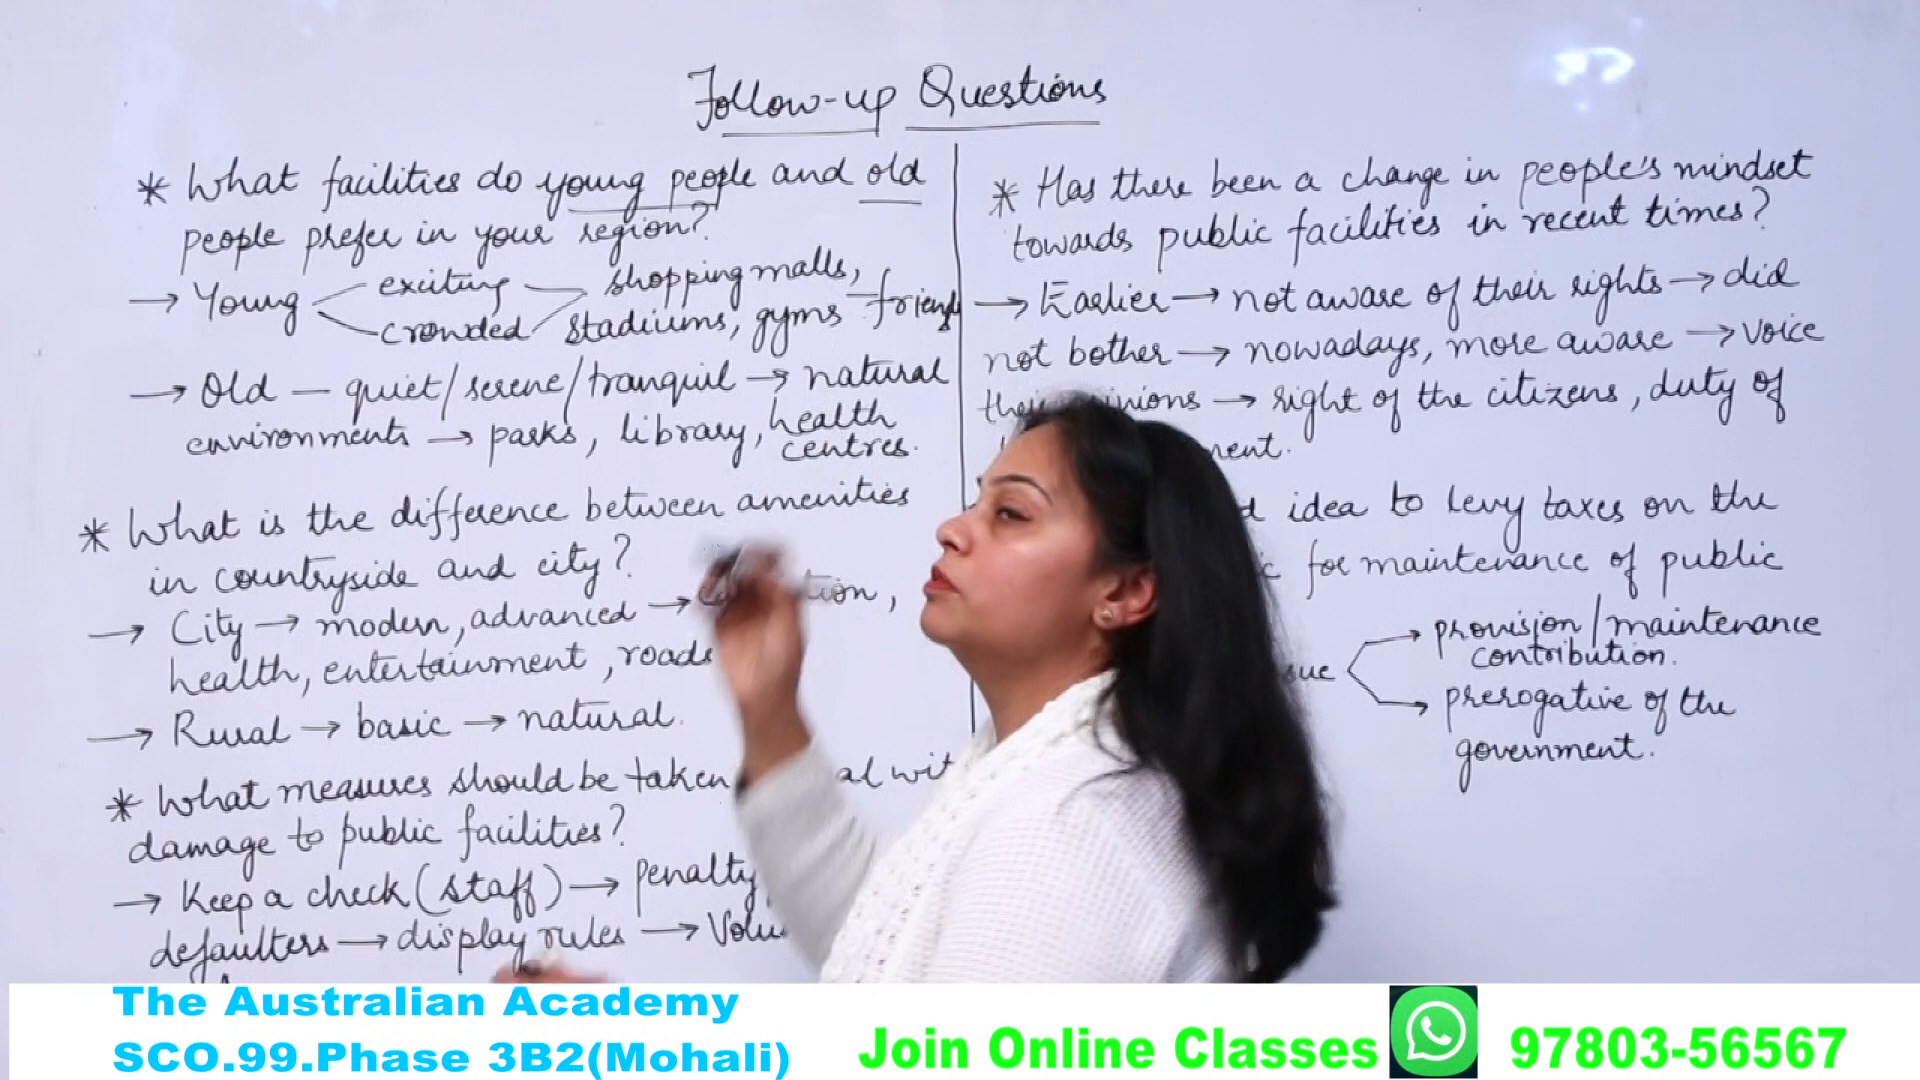 Follow-up Questions
* What facilities do young people and old
people prefer in your region?
→ Young exciting → shopping malls,
crowded stadiums, gyms – friends
→ Old – quiet/serene/tranquil → natural
environments → parks, library, health
centres.
* What is the difference between amenities
in countryside and city?
→ City → modern, advanced →
health, entertainment, roads
→ Rural → basic → natural.
* What measures should be taken
damage to public facilities?
→ Keep a check (staff) → penalty
defaulters → display rules →
* Has there been a change in people's mindset
towards public facilities in recent times?
→ Earlier → not aware of their rights → did
not bother → nowadays, more aware → voice
→ right of the citizens, duty of
idea to levy taxes on the
for maintenance of public
→ provision/maintenance
contribution.
→ prerogative of the
government.
The Australian Academy
SCO.99.Phase 3B2(Mohali)
Join Online Classes 97803-56567